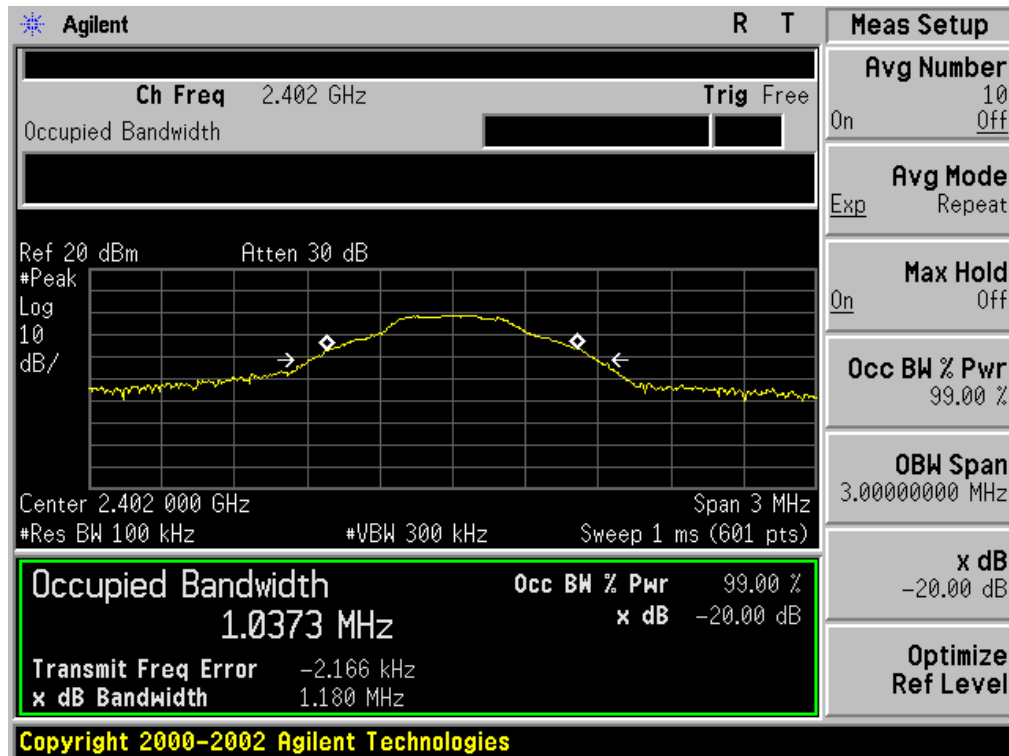 Agilent R T
Ch Freq 2.402 GHz Trig Free
Occupied Bandwidth
Ref 20 dBm Atten 30 dB
#Peak
Log
10
dB/
Center 2.402 000 GHz Span 3 MHz
#Res BW 100 kHz #VBW 300 kHz Sweep 1 ms (601 pts)
Occupied Bandwidth Occ BW % Pwr 99.00 %
1.0373 MHz x dB -20.00 dB
Transmit Freq Error -2.166 kHz
x dB Bandwidth 1.180 MHz
Copyright 2000-2002 Agilent Technologies
Meas Setup
Avg Number
10
On Off
Avg Mode
Exp Repeat
Max Hold
On Off
Occ BW % Pwr
99.00 %
OBW Span
3.00000000 MHz
x dB
-20.00 dB
Optimize
Ref Level